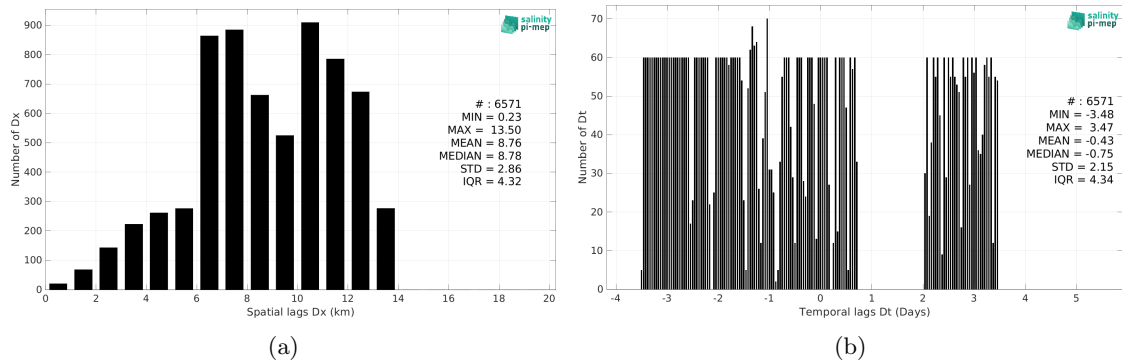 900
800
700
600
500
400
300
200
100
0
Number of Dx
0 2 4 6 8 10 12 14 16 18 20
Spatial lags Dx (km)
salinity
pi-mep
# : 6571
MIN = 0.23
MAX = 13.50
MEAN = 8.76
MEDIAN = 8.78
STD = 2.86
IQR = 4.32
(a)
70
60
50
40
30
20
10
0
Number of Dt
-4 -3 -2 -1 0 1 2 3 4 5
Temporal lags Dt (Days)
salinity
pi-mep
# : 6571
MIN = -3.48
MAX = 3.47
MEAN = -0.43
MEDIAN = -0.75
STD = 2.15
IQR = 4.34
(b)